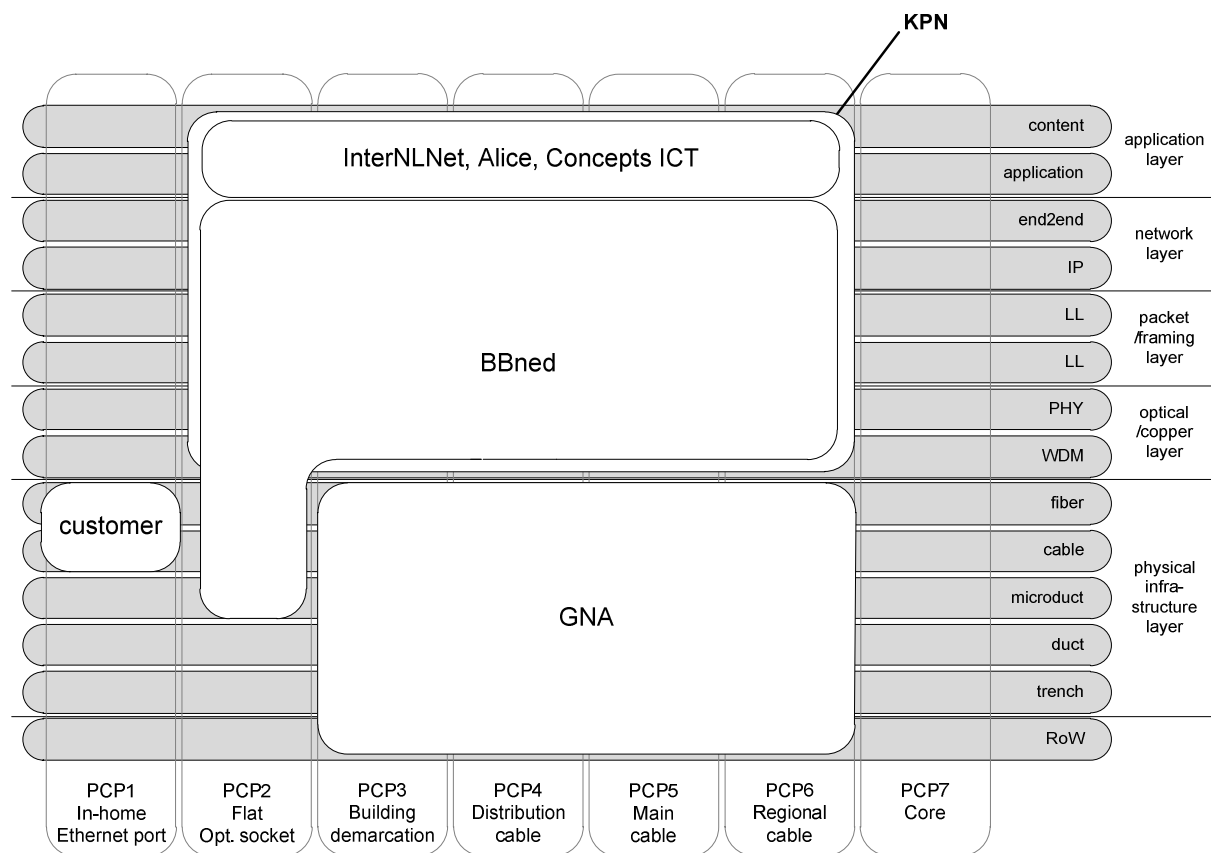 KPN
content
application
layer
InterNLNet, Alice, Concepts ICT
application
end2end
network
layer
IP
LL
packet
/framing
layer
BBned
LL
PHY
optical
/copper
layer
WDM
fiber
customer
cable
physical
infra-
structure
layer
microduct
GNA
duct
trench
RoW
PCP1
In-home
Ethernet port
PCP2
Flat
Opt. socket
PCP3
Building
demarcation
PCP4
Distribution
cable
PCP5
Main
cable
PCP6
Regional
cable
PCP7
Core